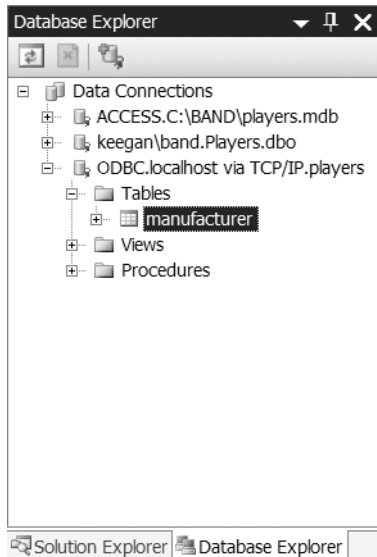 Database Explorer
Data Connections
ACCESS.C:\BAND\players.mdb
keegan\band.Players.dbo
ODBC.localhost via TCP/IP.players
Tables
manufacturer
Views
Procedures
Solution Explorer Database Explorer